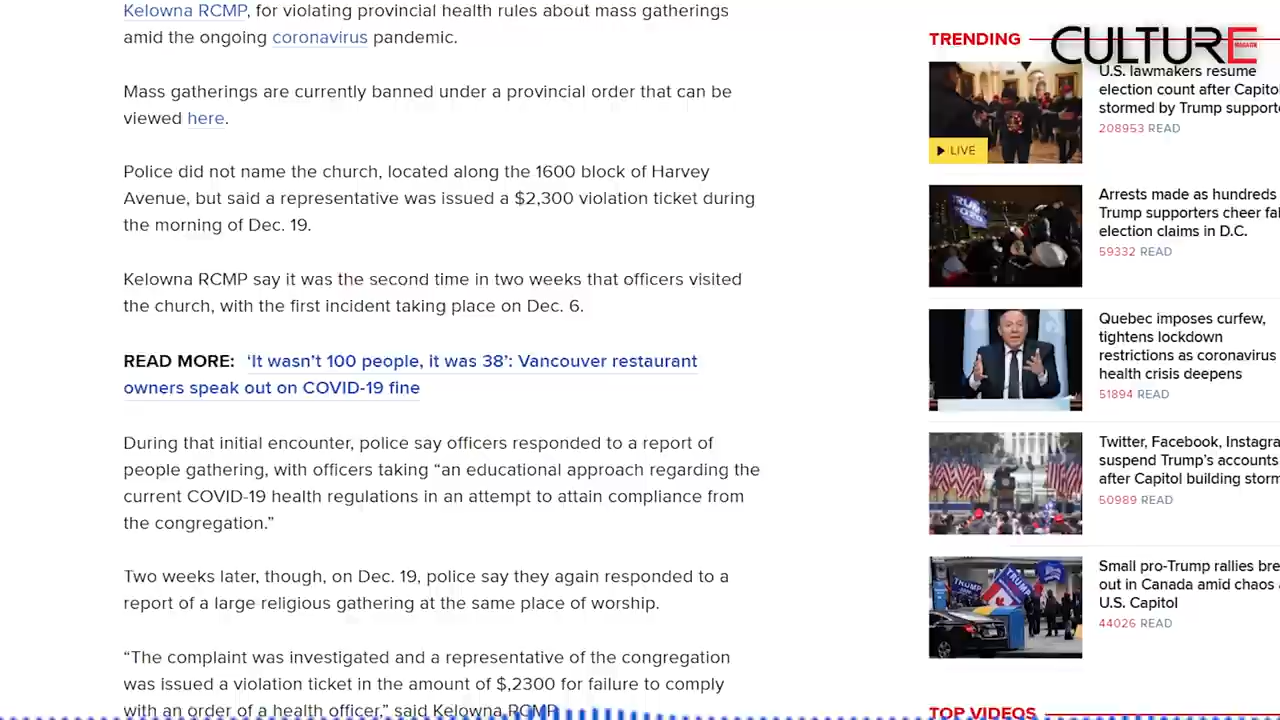 Kelowna RCMP, for violating provincial health rules about mass gatherings
amid the ongoing coronavirus pandemic.
Mass gatherings are currently banned under a provincial order that can be
viewed here.
Police did not name the church, located along the 1600 block of Harvey
Avenue, but said a representative was issued a $2,300 violation ticket during
the morning of Dec. 19.
Kelowna RCMP say it was the second time in two weeks that officers visited
the church, with the first incident taking place on Dec. 6.
READ MORE: ‘It wasn’t 100 people, it was 38’: Vancouver restaurant
owners speak out on COVID-19 fine
During that initial encounter, police say officers responded to a report of
people gathering, with officers taking “an educational approach regarding the
current COVID-19 health regulations in an attempt to attain compliance from
the congregation.”
Two weeks later, though, on Dec. 19, police say they again responded to a
report of a large religious gathering at the same place of worship.
“The complaint was investigated and a representative of the congregation
was issued a violation ticket in the amount of $,2300 for failure to comply
with an order of a health officer,” said Kelowna RCMP
TRENDING
CULTURE
MAGAZIN
U.S. lawmakers resume
election count after Capitol
stormed by Trump supporte
208953 READ
LIVE
Arrests made as hundreds
Trump supporters cheer fal
election claims in D.C.
59332 READ
Quebec imposes curfew,
tightens lockdown
restrictions as coronavirus
health crisis deepens
51894 READ
Twitter, Facebook, Instagra
suspend Trump’s accounts
after Capitol building storm
50989 READ
Small pro-Trump rallies bre
out in Canada amid chaos
U.S. Capitol
44026 READ
TRUMP
TRUMP
TRUMP
TOP VIDEOS